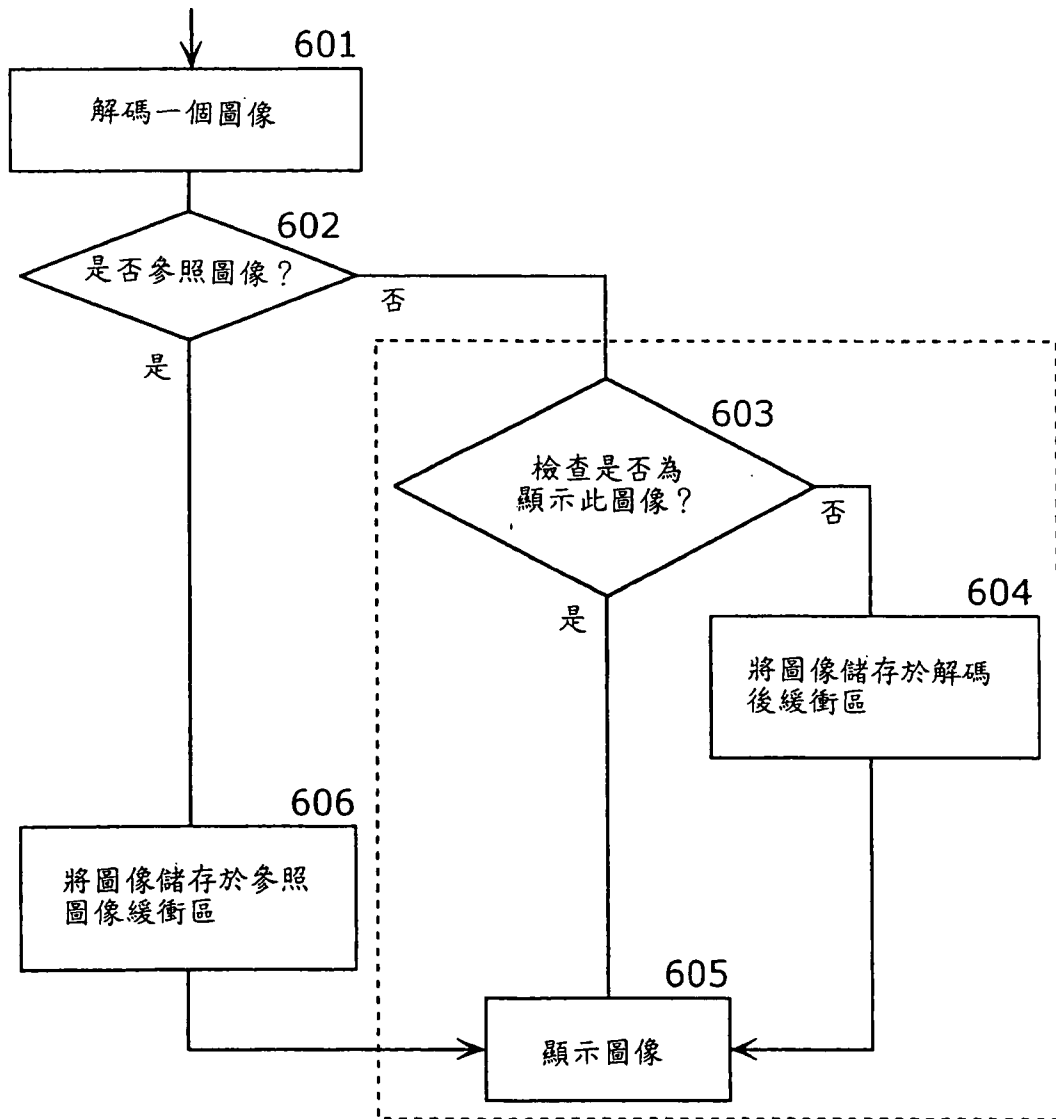 601
解碼一個圖像
602
是否參照圖像?
否
是
603
檢查是否為
顯示此圖像?
否
是
604
將圖像儲存於解碼
後緩衝區
606
將圖像儲存於參照
圖像緩衝區
605
顯示圖像